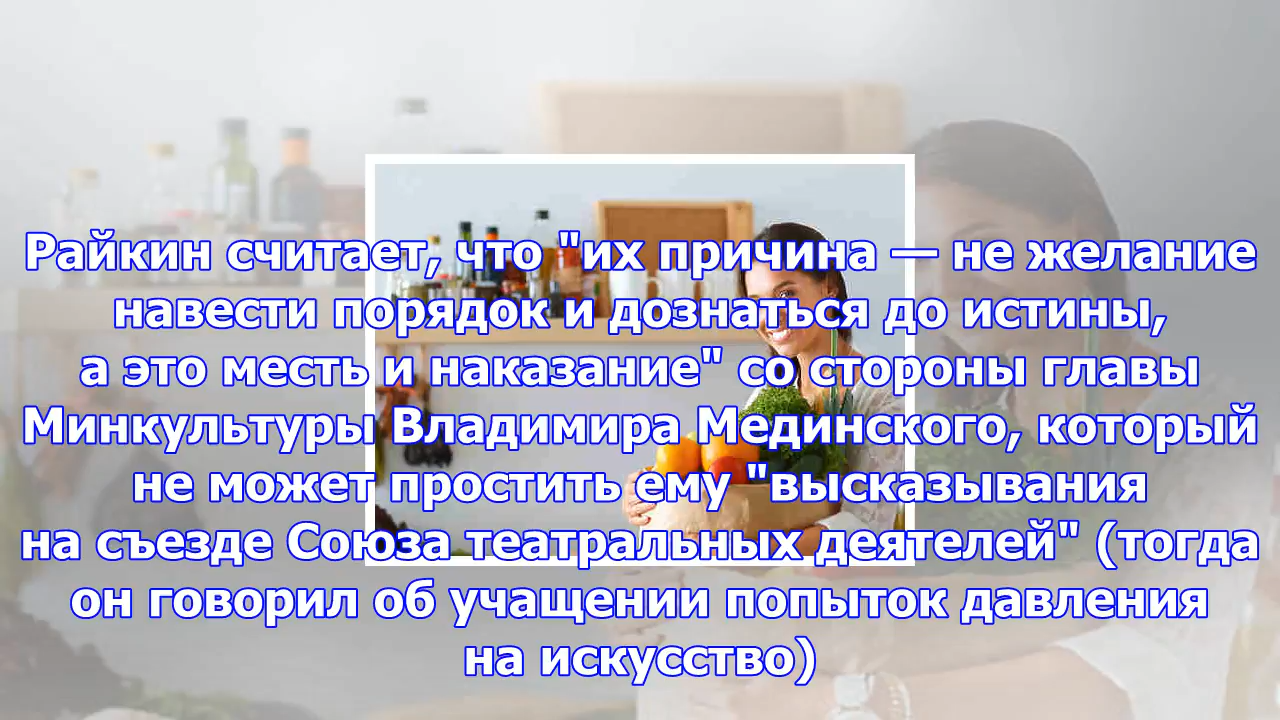 Райкин считает, что "их причина — не желание
навести порядок и дознаться до истины,
а это месть и наказание" со стороны главы
Минкультуры Владимира Мединского, который
не может простить ему "высказывания
на съезде Союза театральных деятелей" (тогда
он говорил об учащении попыток давления
на искусство)